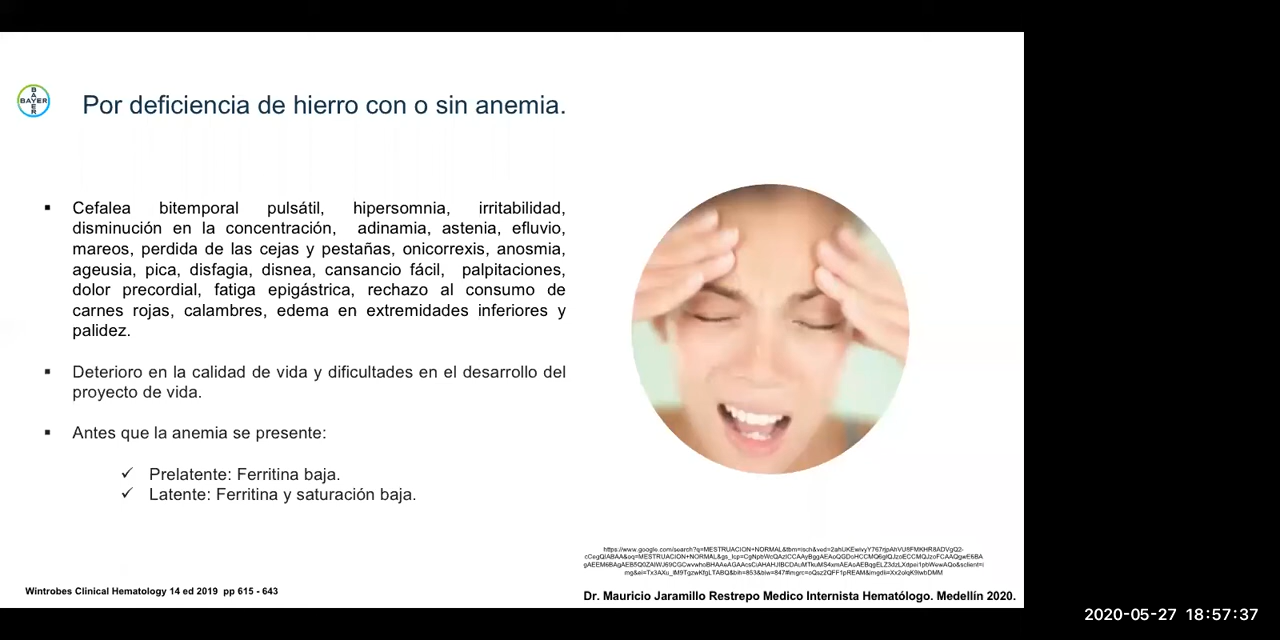 BAYER
BAYER
Por deficiencia de hierro con o sin anemia.
▪ Cefalea bitemporal pulsátil, hipersomnia, irritabilidad,
disminución en la concentración, adinamia, astenia, efluvio,
mareos, perdida de las cejas y pestañas, onicorrexis, anosmia,
ageusia, pica, disfagia, disnea, cansancio fácil, palpitaciones,
dolor precordial, fatiga epigástrica, rechazo al consumo de
carnes rojas, calambres, edema en extremidades inferiores y
palidez.
▪ Deterioro en la calidad de vida y dificultades en el desarrollo del
proyecto de vida.
▪ Antes que la anemia se presente:
✓ Prelatente: Ferritina baja.
✓ Latente: Ferritina y saturación baja.
Wintrobes Clinical Hematology 14 ed 2019 pp 615 - 643
Dr. Mauricio Jaramillo Restrepo Medico Internista Hematólogo. Medellín 2020.
2020-05-27 18:57:37